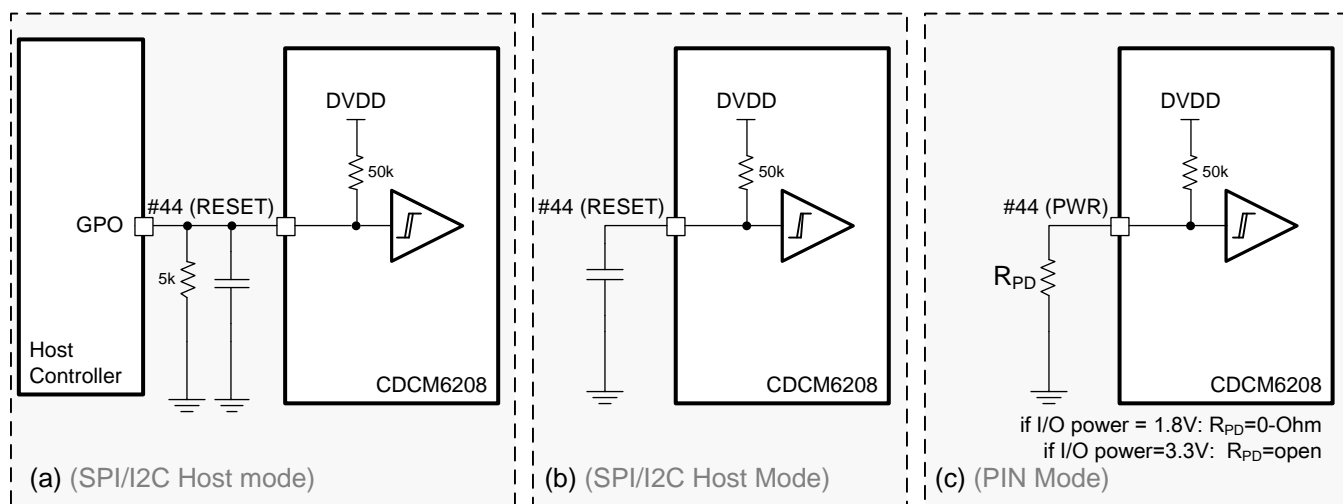 DVDD
50k
#44 (RESET)
GPO
5k
Host
Controller
CDCM6208
(a) (SPI/I2C Host mode)
DVDD
50k
#44 (RESET)
CDCM6208
(b) (SPI/I2C Host Mode)
DVDD
50k
#44 (PWR)
RPD
CDCM6208
if I/O power = 1.8V: RPD=0-Ohm
if I/O power=3.3V: RPD=open
(c) (PIN Mode)